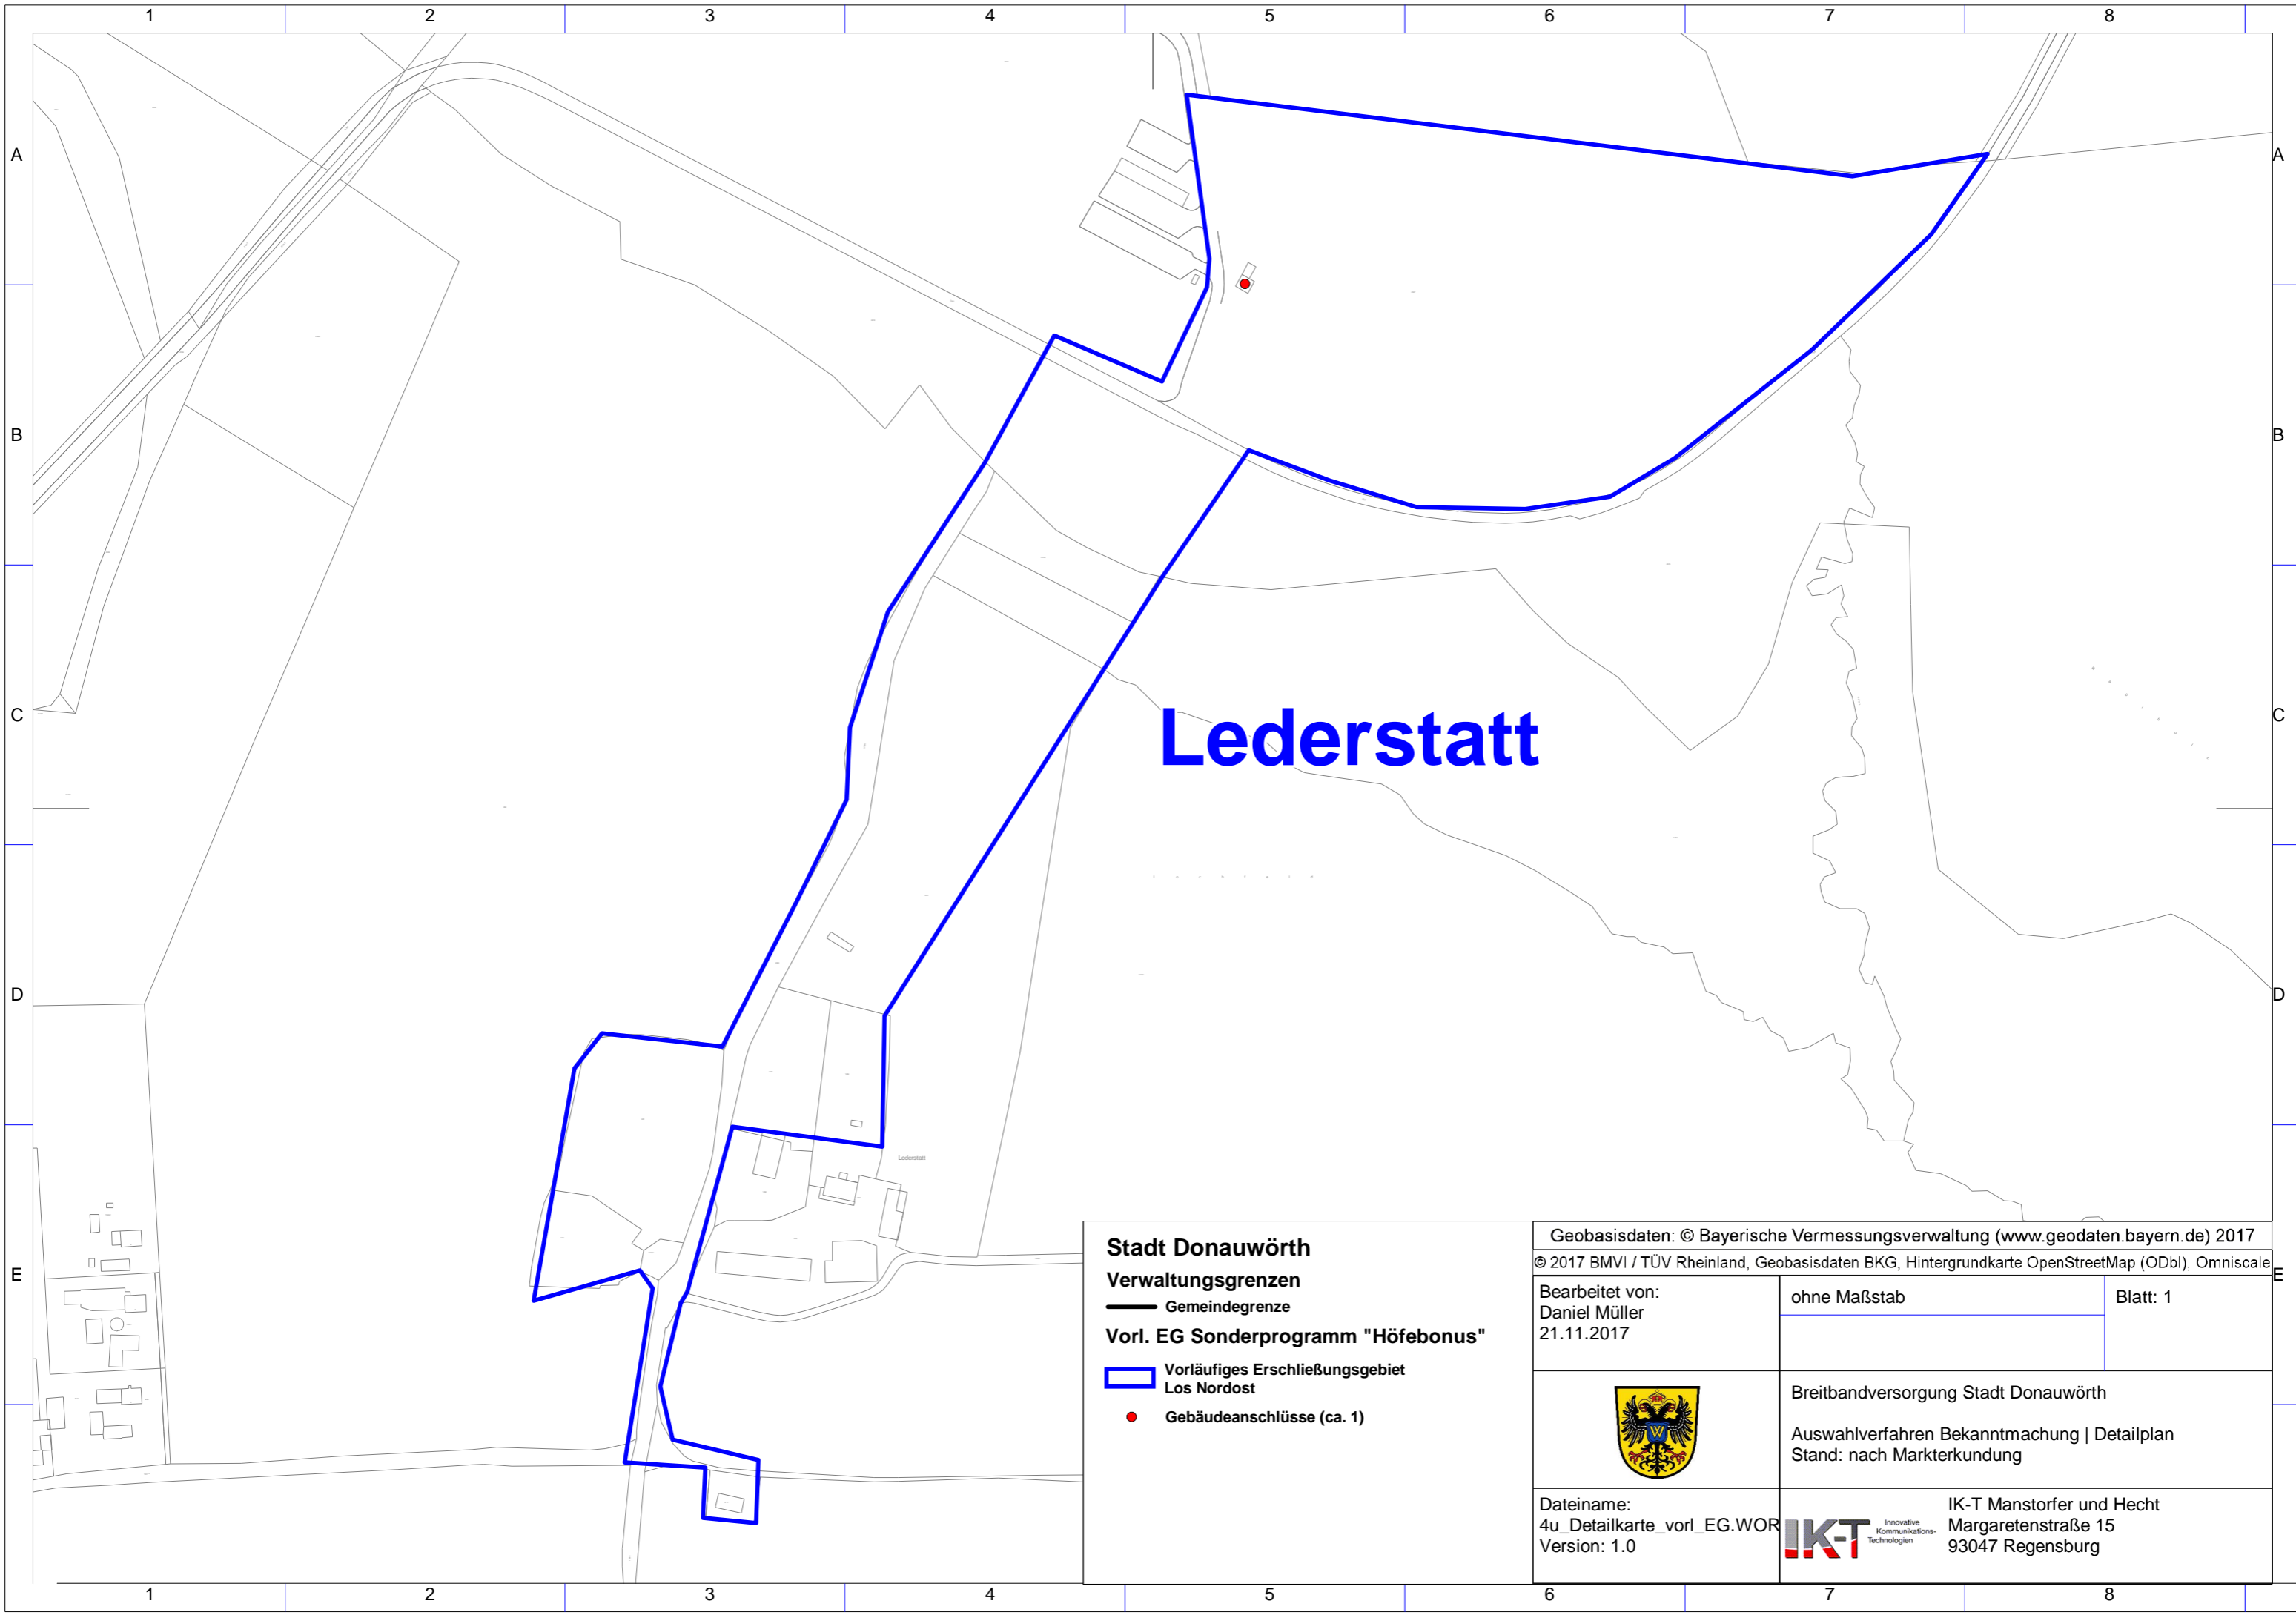 1 2 3 4 5 6 7 8
A A
B B
C C
D D
E E
Lederstatt
Lederstatt
Stadt Donauwörth
Verwaltungsgrenzen
Gemeindegrenze
Vorl. EG Sonderprogramm "Höfebonus"
Vorläufiges Erschließungsgebiet
Los Nordost
Gebäudeanschlüsse (ca. 1)
Geobasisdaten: © Bayerische Vermessungsverwaltung (www.geodaten.bayern.de) 2017
© 2017 BMVI / TÜV Rheinland, Geobasisdaten BKG, Hintergrundkarte OpenStreetMap (ODbl), Omniscale
Bearbeitet von:
Daniel Müller
21.11.2017
ohne Maßstab
Blatt: 1
W
Breitbandversorgung Stadt Donauwörth
Auswahlverfahren Bekanntmachung | Detailplan
Stand: nach Markterkundung
Dateiname:
4u_Detailkarte_vorl_EG.WOR
Version: 1.0
IK-T
Innovative
Kommunikations-
Technologien
IK-T Manstorfer und Hecht
Margaretenstraße 15
93047 Regensburg
1 2 3 4 5 6 7 8